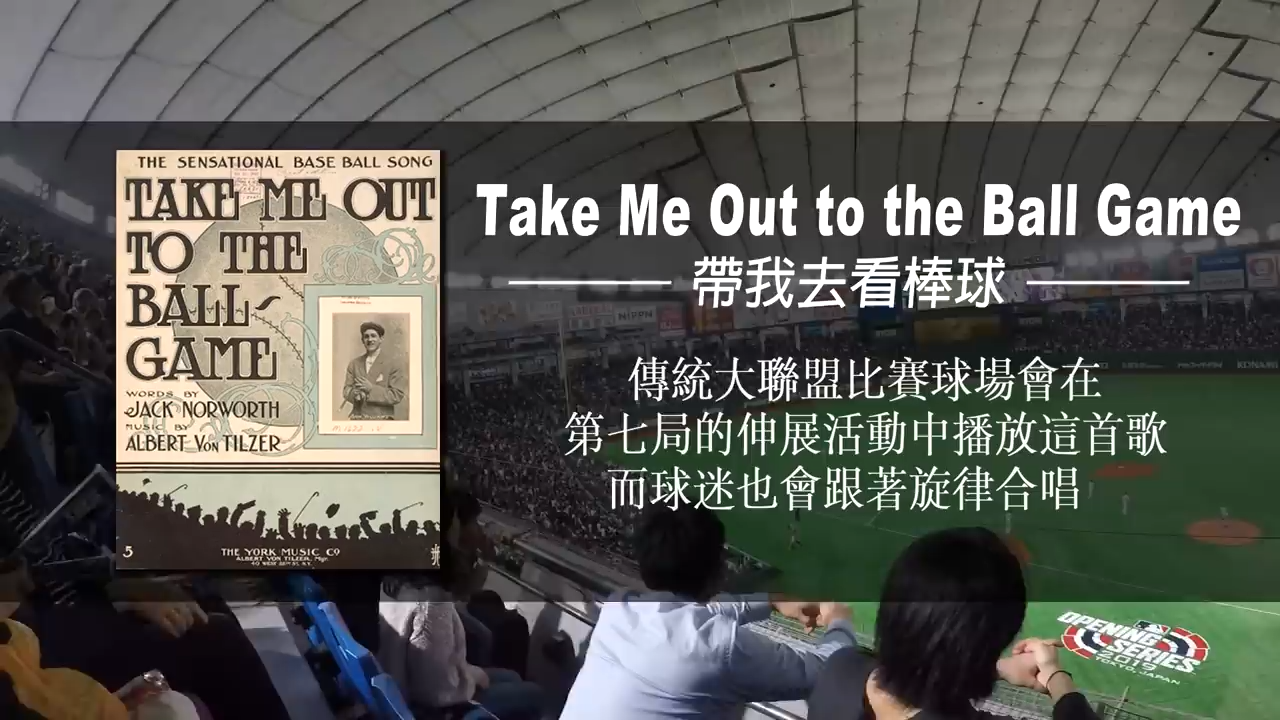 THE SENSATIONAL BASE BALL SONG
TAKE ME OUT
TO THE
BALL-
GAME
WORDS BY
JACK NORWORTH
MUSIC BY
ALBERT VON TILZER
5
THE YORK MUSIC CO
ALBERT VON TILZER, Mgr.
Take Me Out to the Ball Game
帶我去看棒球
傳統大聯盟比賽球場會在
第七局的伸展活動中播放這首歌
而球迷也會跟著旋律合唱
NIPPN
KONAMI
OPENING
SERIES
2019
TOKYO, JAPAN